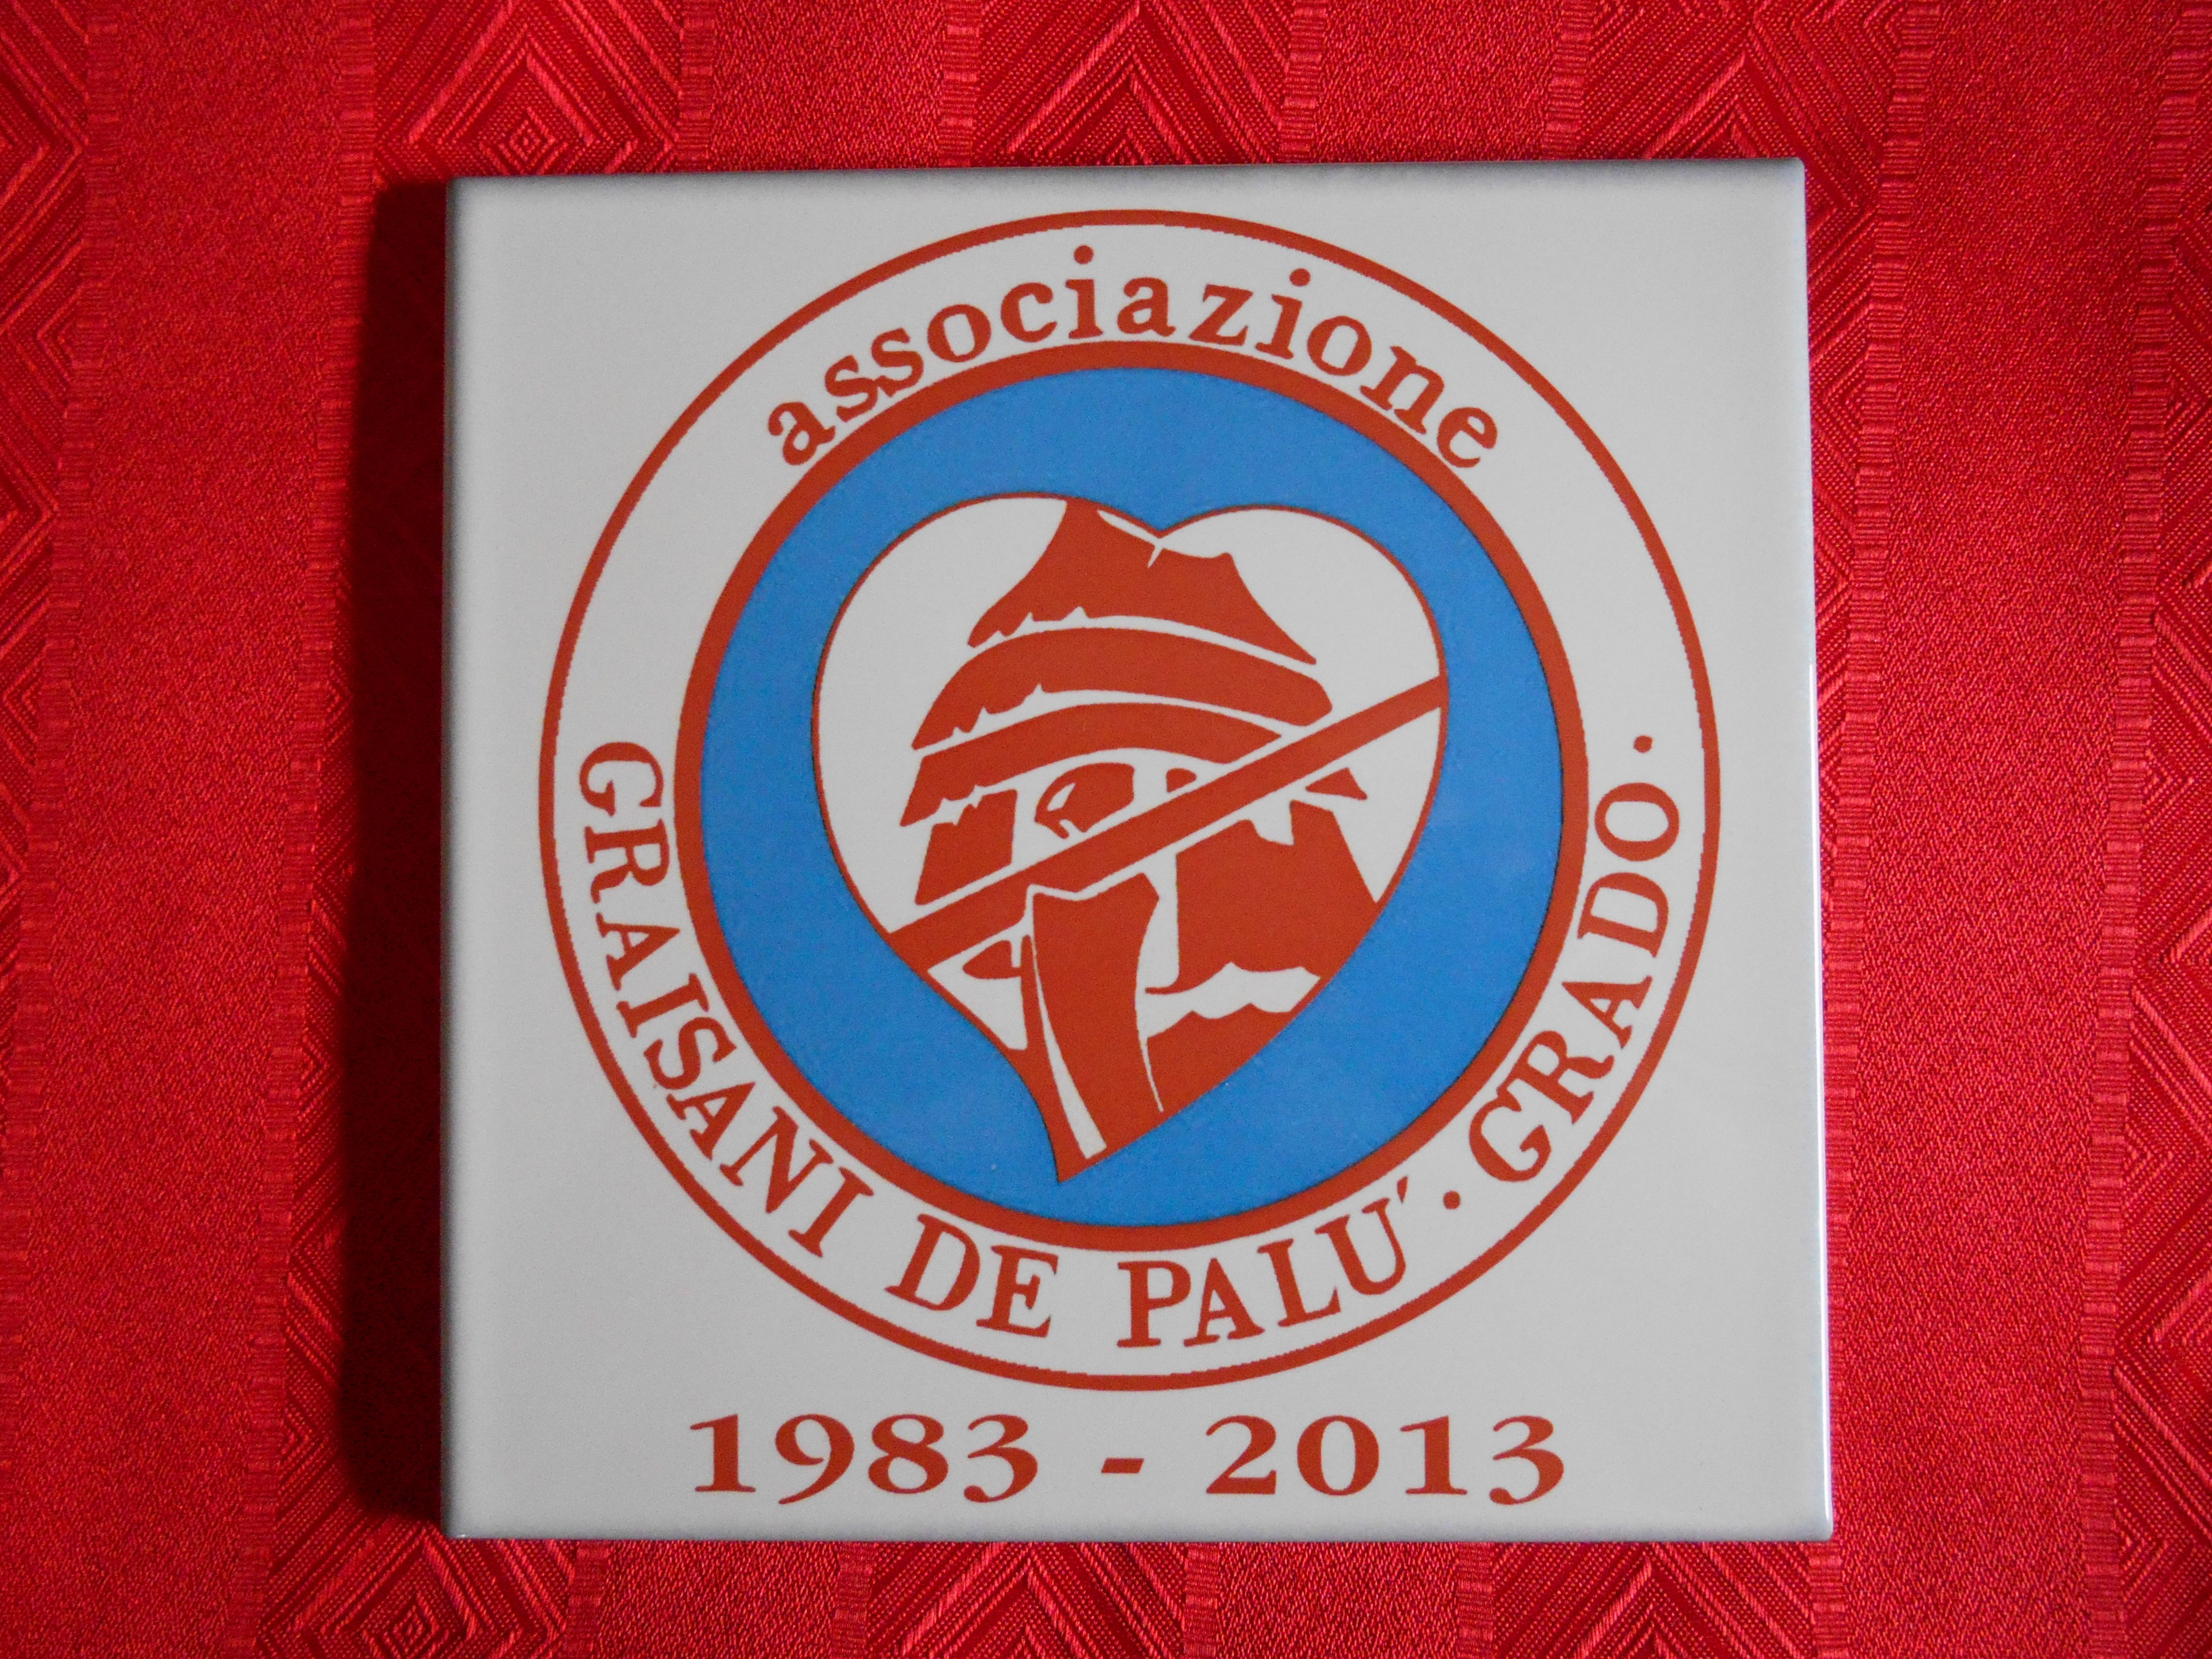 associazione
GRAISANI DE PALU' · GRADO ·
1983 - 2013